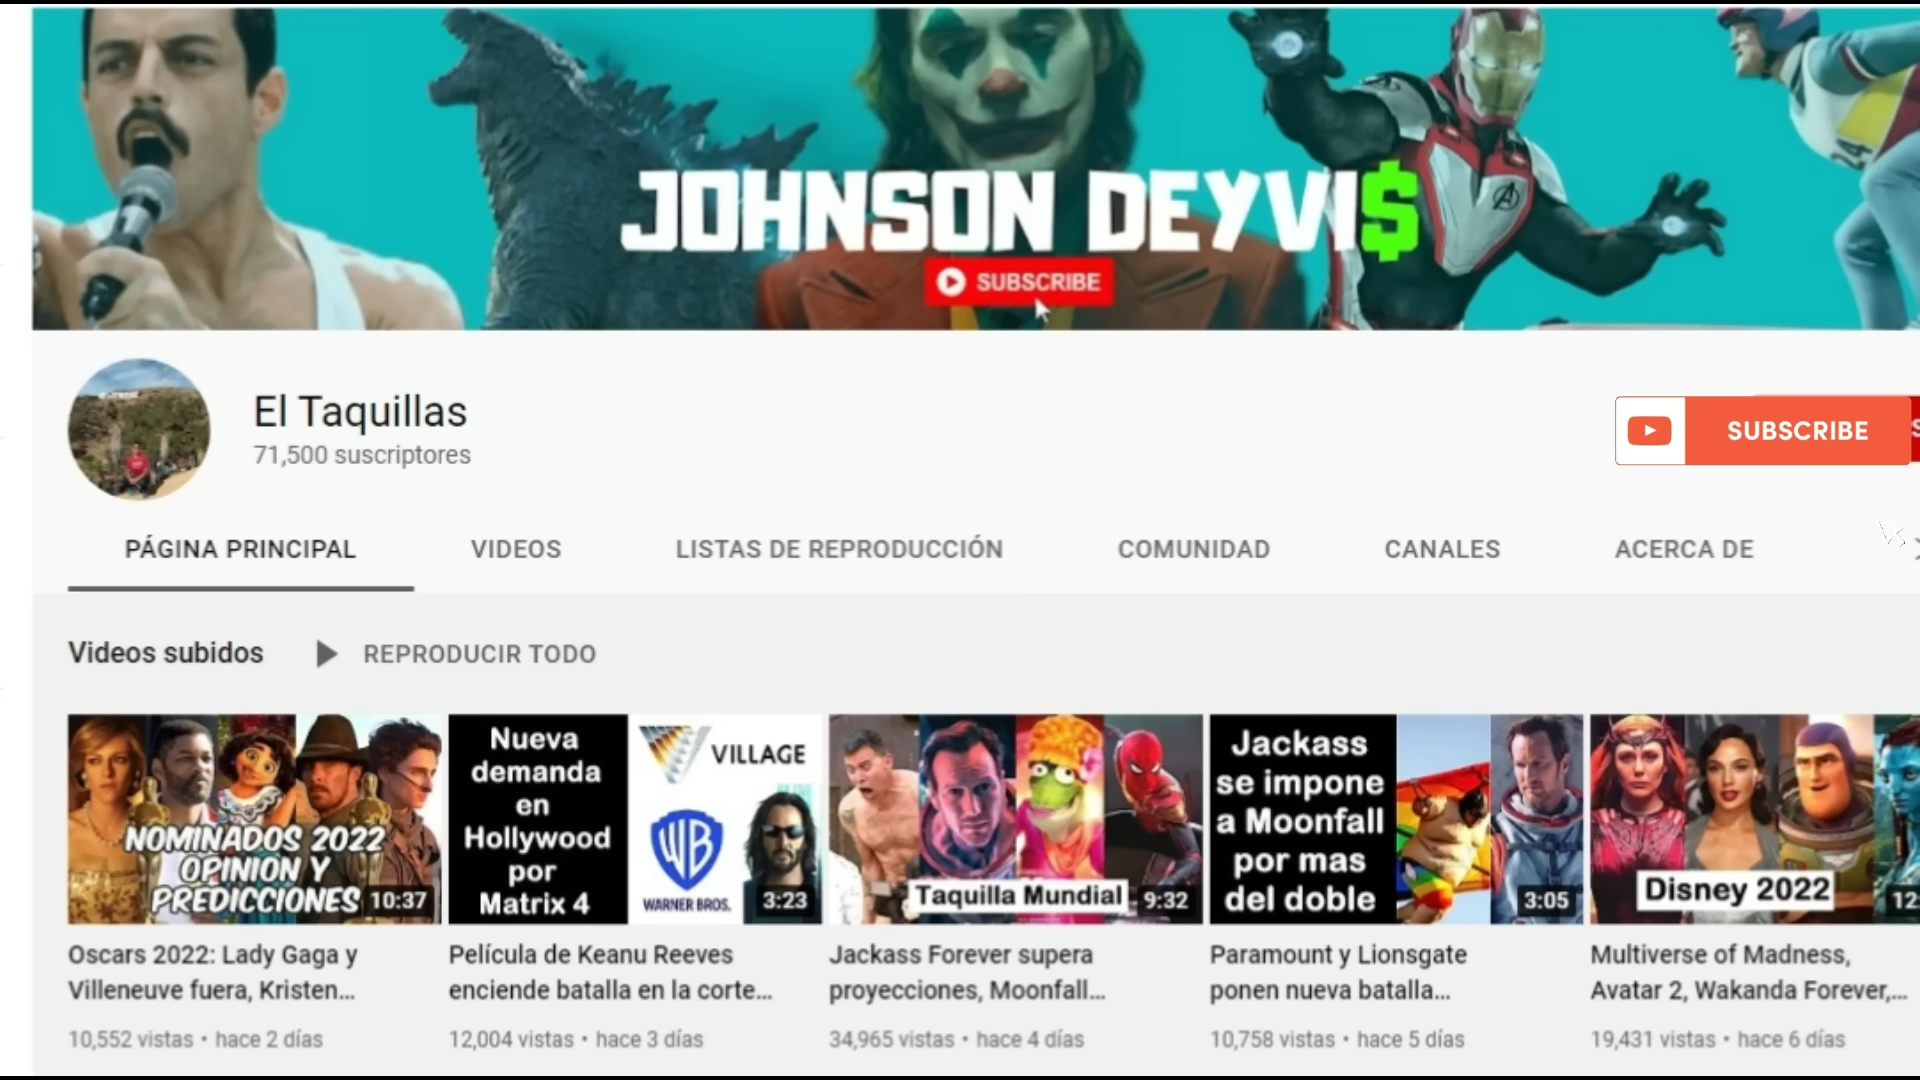 JOHNSON DEYVI$
SUBSCRIBE
El Taquillas
71,500 suscriptores
SUBSCRIBE
PÁGINA PRINCIPAL
VIDEOS
LISTAS DE REPRODUCCIÓN
COMUNIDAD
CANALES
ACERCA DE
Videos subidos
REPRODUCIR TODO
NOMINADOS 2022
OPINION Y
PREDICCIONES
10:37
Nueva
demanda
en
Hollywood
por
Matrix 4
VILLAGE
WB
WARNER BROS.
3:23
Taquilla Mundial
9:32
Jackass
se impone
a Moonfall
por mas
del doble
3:05
Disney 2022
12:
Oscars 2022: Lady Gaga y
Villeneuve fuera, Kristen...
10,552 vistas • hace 2 días
Película de Keanu Reeves
enciende batalla en la corte...
12,004 vistas • hace 3 días
Jackass Forever supera
proyecciones, Moonfall...
34,965 vistas • hace 4 días
Paramount y Lionsgate
ponen nueva batalla...
10,758 vistas • hace 5 días
Multiverse of Madness,
Avatar 2, Wakanda Forever,...
19,431 vistas • hace 6 días